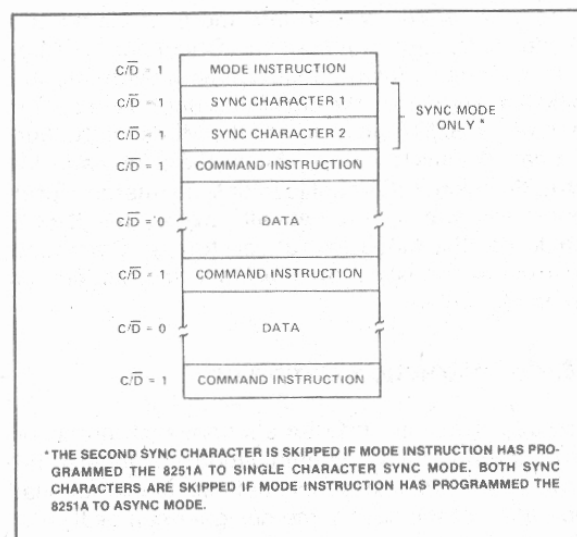 C/D̅ = 1 MODE INSTRUCTION
C/D̅ = 1 SYNC CHARACTER 1
SYNC MODE
ONLY *
C/D̅ = 1 SYNC CHARACTER 2
C/D̅ = 1 COMMAND INSTRUCTION
C/D̅ = 0 DATA
C/D̅ = 1 COMMAND INSTRUCTION
C/D̅ = 0 DATA
C/D̅ = 1 COMMAND INSTRUCTION
*THE SECOND SYNC CHARACTER IS SKIPPED IF MODE INSTRUCTION HAS PRO-
GRAMMED THE 8251A TO SINGLE CHARACTER SYNC MODE. BOTH SYNC
CHARACTERS ARE SKIPPED IF MODE INSTRUCTION HAS PROGRAMMED THE
8251A TO ASYNC MODE.